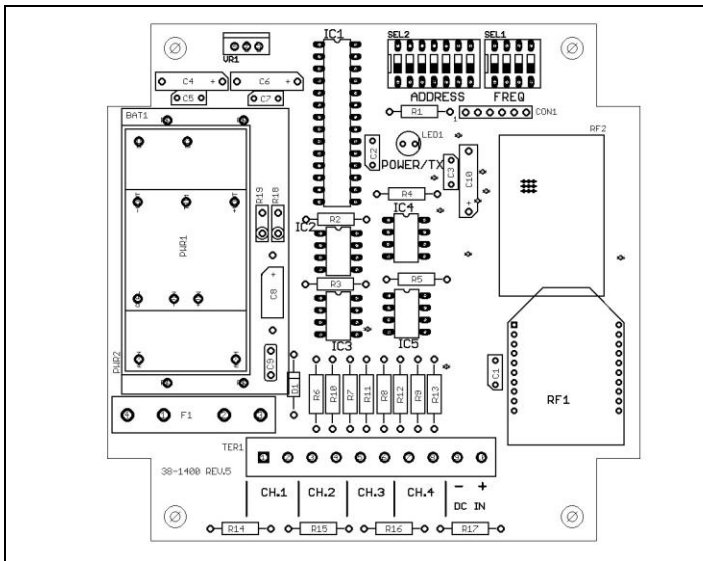 IC1
SEL2
SEL1
VR1
C4
+
C6
+
C5
C7
ADDRESS
FREQ
BAT1
R1
1
CON1
LED1
RF2
C2
POWER/TX
C3
C10
+
R19
R18
R4
R2
IC4
IC2
PWR1
R3
R5
+
C8
IC3
IC5
PWR2
C9
D1
C1
R6
R10
R7
R11
R8
R12
R9
R13
RF1
F1
TER1
38-1400 REV.5
CH.1
CH.2
CH.3
CH.4
- +
DC IN
R14
R15
R16
R17